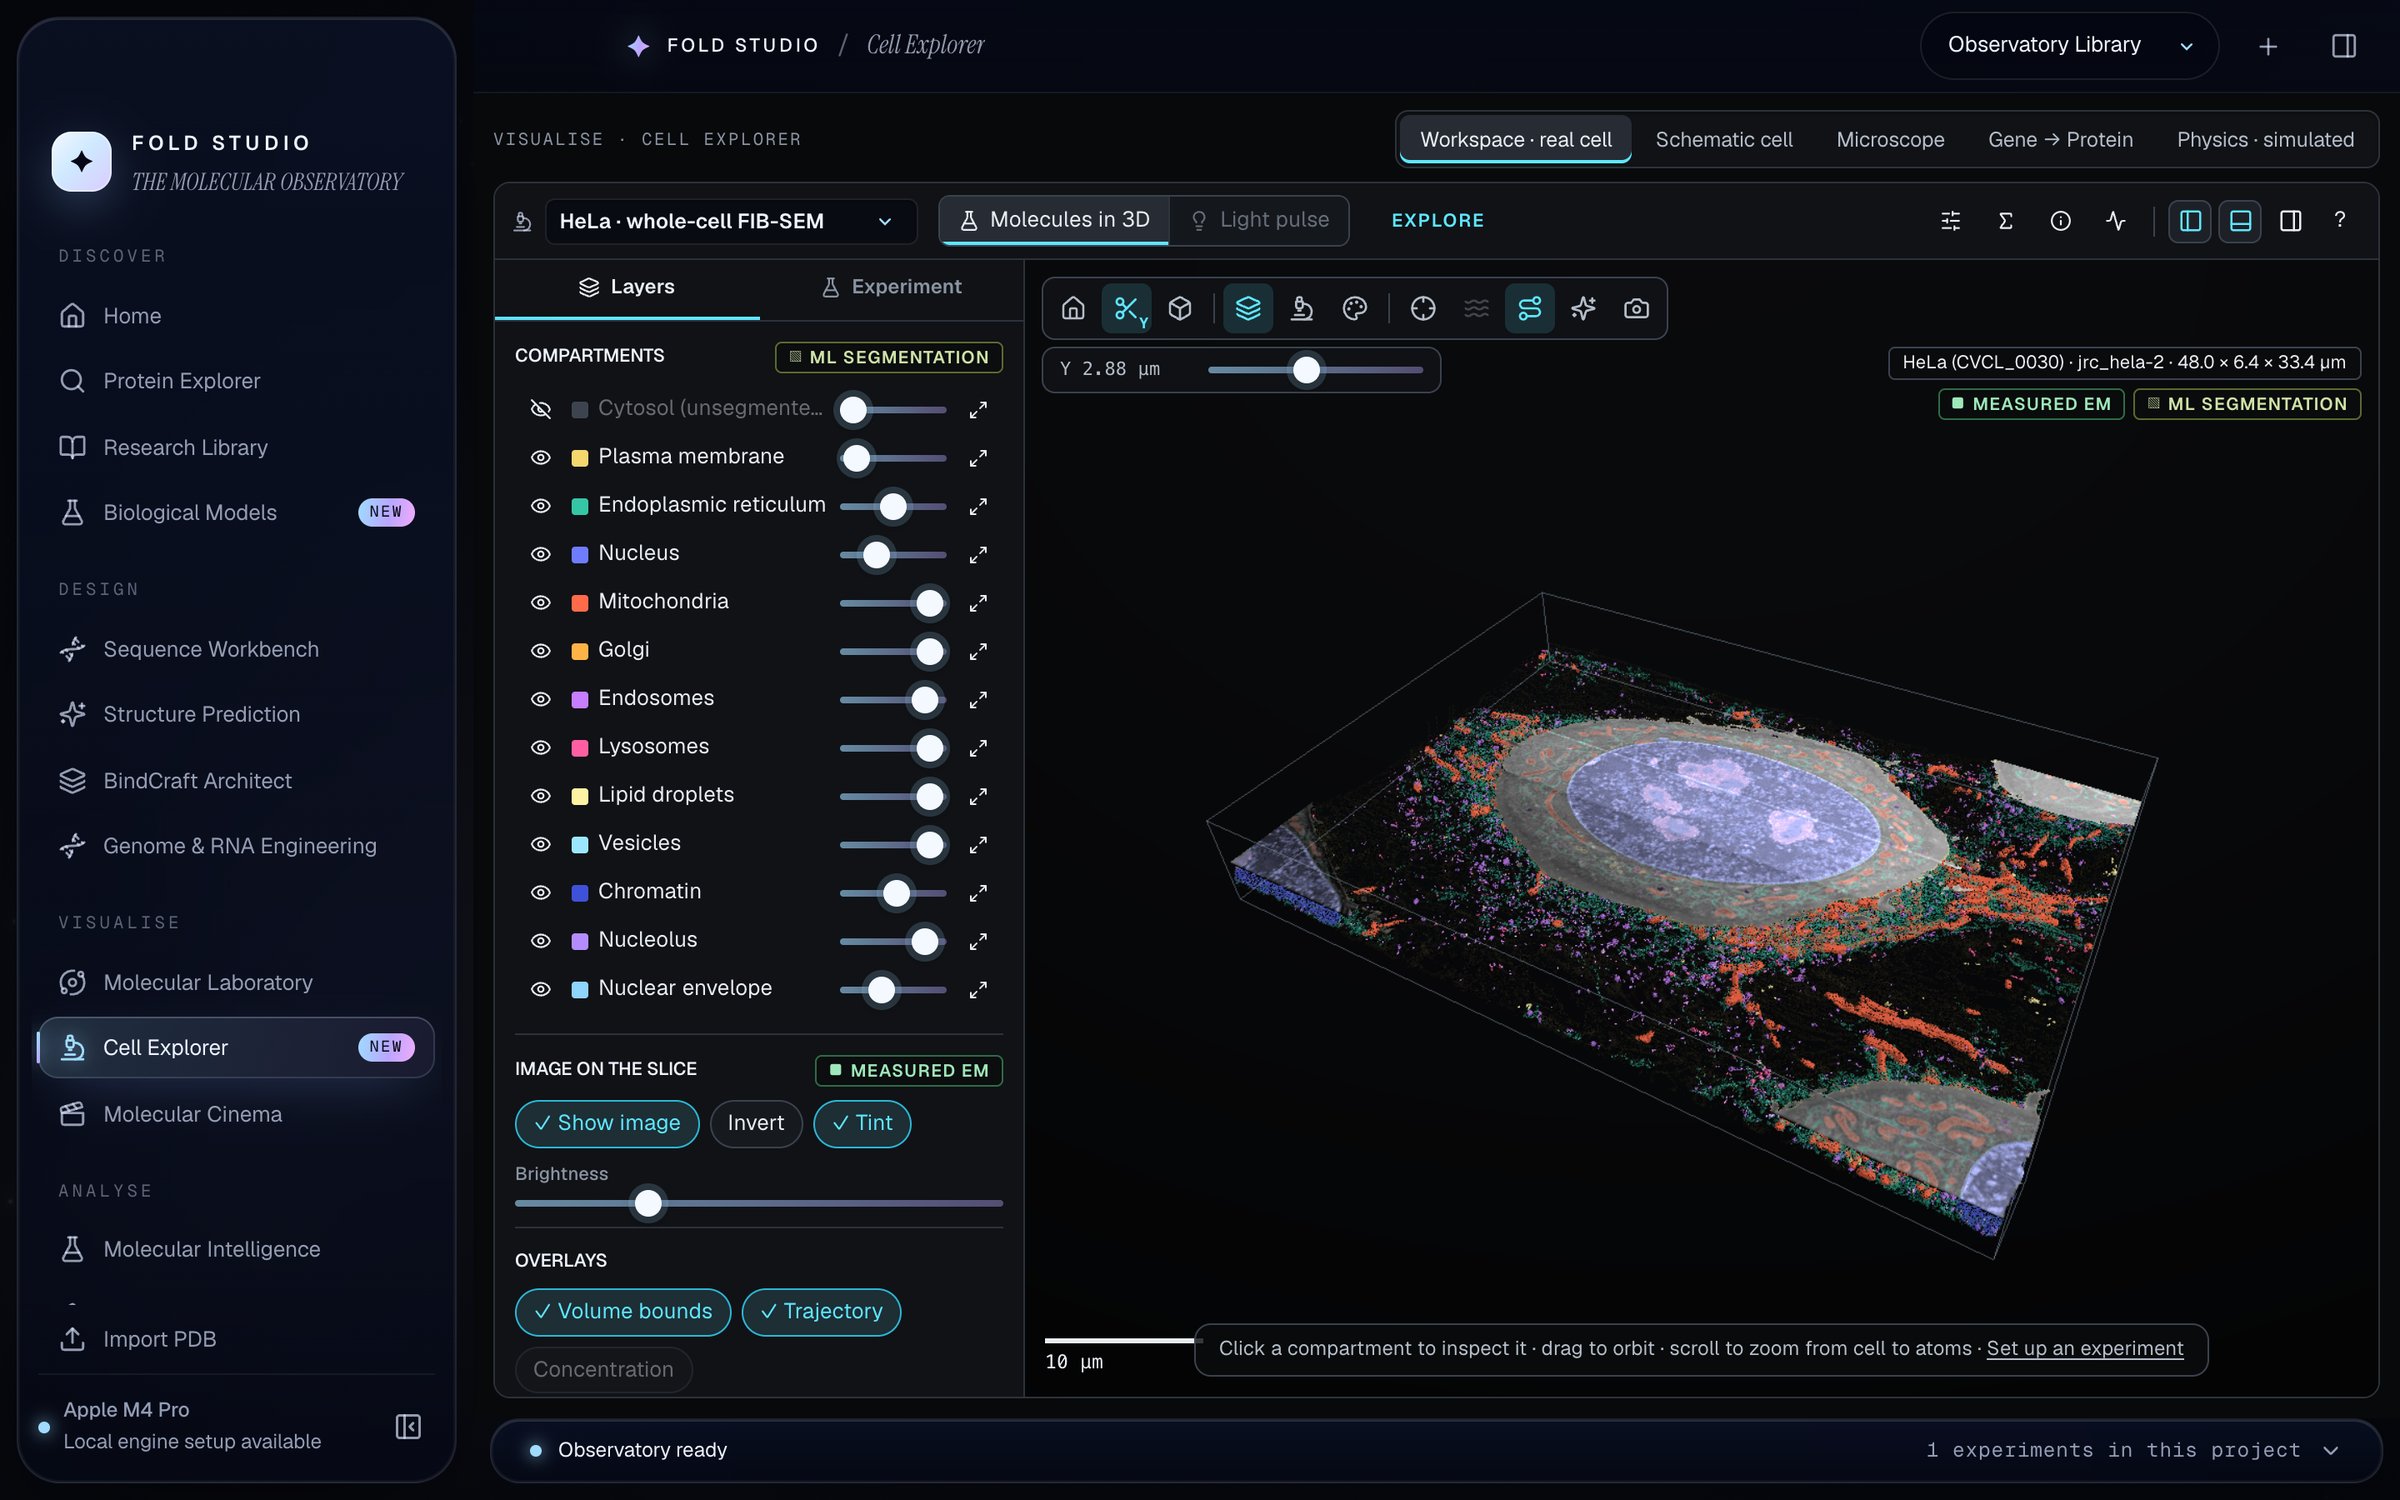 FOLD STUDIO
THE MOLECULAR OBSERVATORY
DISCOVER
Home
Protein Explorer
Research Library
Biological Models NEW
DESIGN
Sequence Workbench
Structure Prediction
BindCraft Architect
Genome & RNA Engineering
VISUALISE
Molecular Laboratory
Cell Explorer NEW
Molecular Cinema
ANALYSE
Molecular Intelligence
Import PDB
Apple M4 Pro
Local engine setup available
FOLD STUDIO / Cell Explorer
Observatory Library
VISUALISE · CELL EXPLORER
Workspace · real cell Schematic cell Microscope Gene → Protein Physics · simulated
HeLa · whole-cell FIB-SEM Molecules in 3D Light pulse EXPLORE Σ ?
Layers Experiment
COMPARTMENTS ML SEGMENTATION
Cytosol (unsegmente...
Plasma membrane
Endoplasmic reticulum
Nucleus
Mitochondria
Golgi
Endosomes
Lysosomes
Lipid droplets
Vesicles
Chromatin
Nucleolus
Nuclear envelope
IMAGE ON THE SLICE MEASURED EM
✓ Show image Invert ✓ Tint
Brightness
OVERLAYS
✓ Volume bounds ✓ Trajectory
Concentration
Y
Y 2.88 µm
HeLa (CVCL_0030) · jrc_hela-2 · 48.0 × 6.4 × 33.4 µm
MEASURED EM ML SEGMENTATION
10 µm
Click a compartment to inspect it · drag to orbit · scroll to zoom from cell to atoms · Set up an experiment
Observatory ready
1 experiments in this project